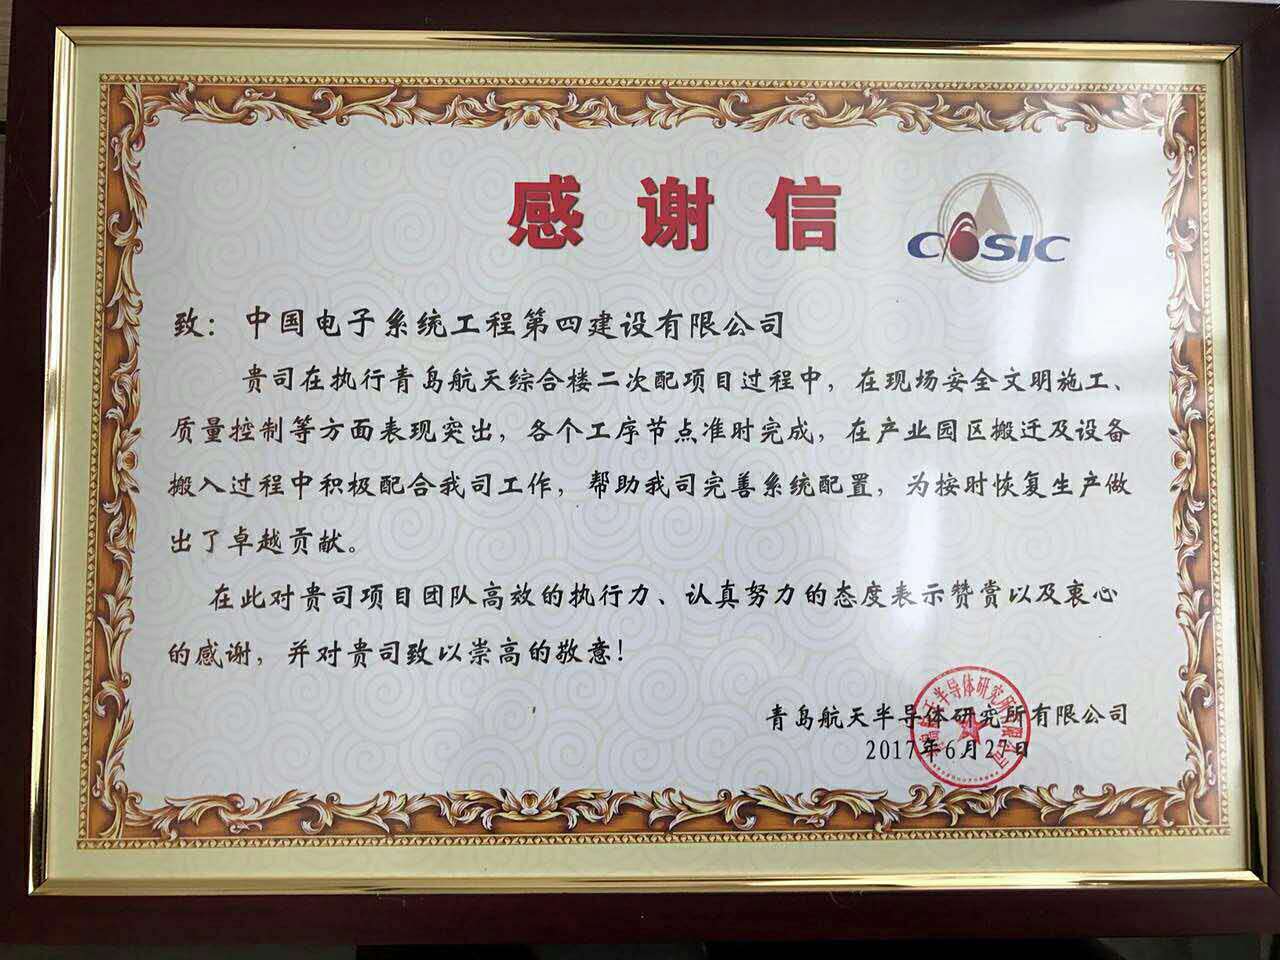 感谢信
CASIC
致：中国电子系统工程第四建设有限公司
贵司在执行青岛航天综合楼二次配项目过程中，在现场安全文明施工、
质量控制等方面表现突出，各个工序节点准时完成，在产业园区搬迁及设备
搬入过程中积极配合我司工作，帮助我司完善系统配置，为按时恢复生产做
出了卓越贡献。
在此对贵司项目团队高效的执行力、认真努力的态度表示赞赏以及衷心
的感谢，并对贵司致以崇高的敬意！
青岛航天半导体研究所有限公司
2017年6月27日